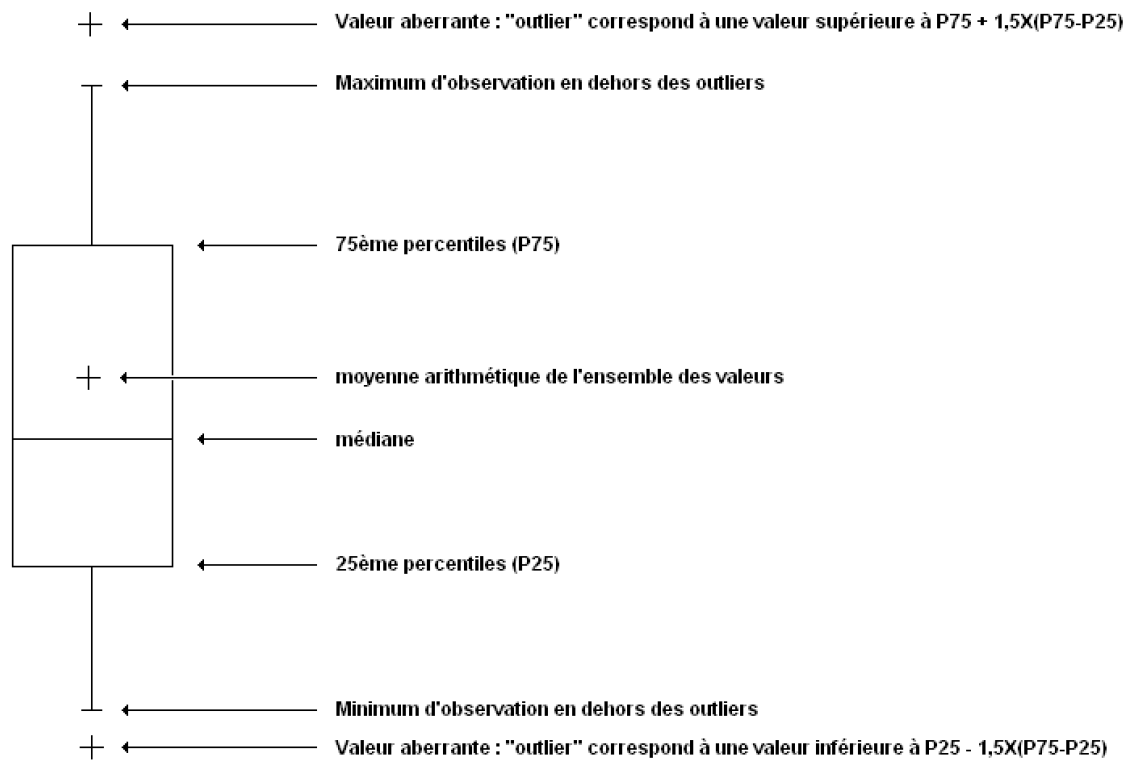 Valeur aberrante : "outlier" correspond à une valeur supérieure à P75 + 1,5X(P75-P25)
Maximum d'observation en dehors des outliers
75ème percentiles (P75)
moyenne arithmétique de l'ensemble des valeurs
médiane
25ème percentiles (P25)
Minimum d'observation en dehors des outliers
Valeur aberrante : "outlier" correspond à une valeur inférieure à P25 - 1,5X(P75-P25)